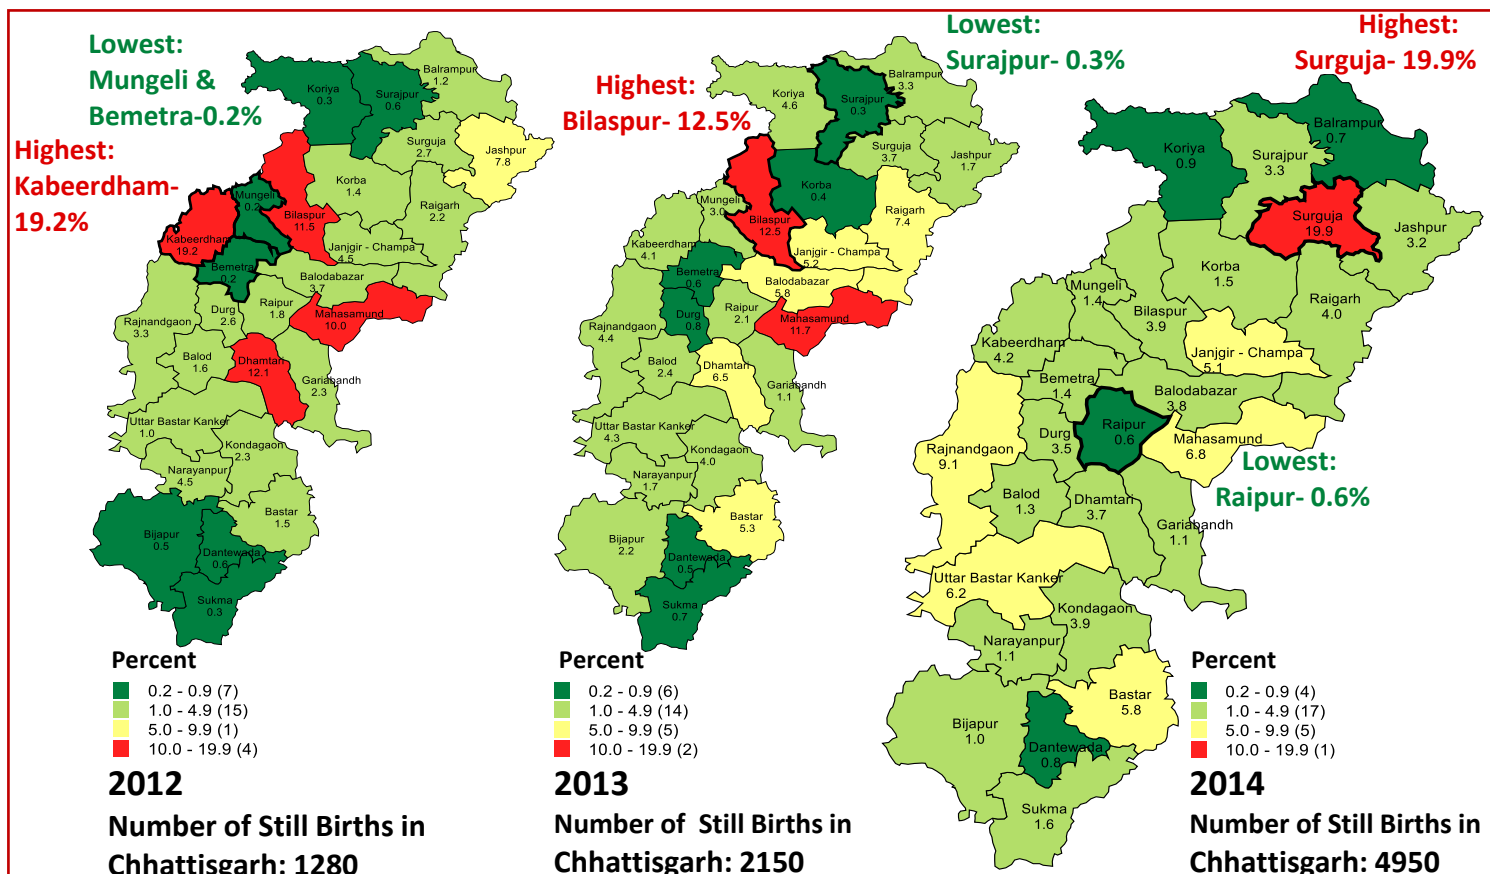 Lowest:
Mungeli &
Bemetra-0.2%
Highest:
Kabeerdham-
19.2%
Koriya
0.3
Surajpur
0.6
Balrampur
1.2
Surguja
2.7
Jashpur
7.8
Korba
1.4
Mungeli
0.2
Bilaspur
11.5
Raigarh
2.2
Kabeerdham
19.2
Janjgir - Champa
4.5
Bemetra
0.2
Balodabazar
3.7
Durg
2.6
Raipur
1.8
Mahasamund
10.0
Rajnandgaon
3.3
Balod
1.6
Dhamtari
12.1
Gariabandh
2.3
Uttar Bastar Kanker
1.0
Kondagaon
2.3
Narayanpur
4.5
Bastar
1.5
Bijapur
0.5
Dantewada
0.6
Sukma
0.3
Percent
0.2 - 0.9 (7)
1.0 - 4.9 (15)
5.0 - 9.9 (1)
10.0 - 19.9 (4)
2012
Number of Still Births in
Chhattisgarh: 1280
Highest:
Bilaspur- 12.5%
Lowest:
Surajpur- 0.3%
Koriya
4.6
Surajpur
0.3
Balrampur
3.3
Surguja
3.7
Jashpur
1.7
Korba
0.4
Mungeli
3.0
Bilaspur
12.5
Raigarh
7.4
Kabeerdham
4.1
Janjgir - Champa
5.2
Bemetra
0.6
Balodabazar
5.8
Durg
0.8
Raipur
2.1
Mahasamund
11.7
Rajnandgaon
4.4
Balod
2.4
Dhamtari
6.5
Gariabandh
1.1
Uttar Bastar Kanker
4.3
Kondagaon
4.0
Narayanpur
1.7
Bastar
5.3
Bijapur
2.2
Dantewada
0.5
Sukma
0.7
Percent
0.2 - 0.9 (6)
1.0 - 4.9 (14)
5.0 - 9.9 (5)
10.0 - 19.9 (2)
2013
Number of  Still Births in
Chhattisgarh: 2150
Highest:
Surguja- 19.9%
Koriya
0.9
Surajpur
3.3
Balrampur
0.7
Surguja
19.9
Jashpur
3.2
Korba
1.5
Mungeli
1.4
Bilaspur
3.9
Raigarh
4.0
Kabeerdham
4.2
Janjgir - Champa
5.1
Bemetra
1.4
Balodabazar
3.8
Durg
3.5
Raipur
0.6
Mahasamund
6.8
Rajnandgaon
9.1
Lowest:
Raipur- 0.6%
Balod
1.3
Dhamtari
3.7
Gariabandh
1.1
Uttar Bastar Kanker
6.2
Kondagaon
3.9
Narayanpur
1.1
Bastar
5.8
Bijapur
1.0
Dantewada
0.8
Sukma
1.6
Percent
0.2 - 0.9 (4)
1.0 - 4.9 (17)
5.0 - 9.9 (5)
10.0 - 19.9 (1)
2014
Number of Still Births in
Chhattisgarh: 4950